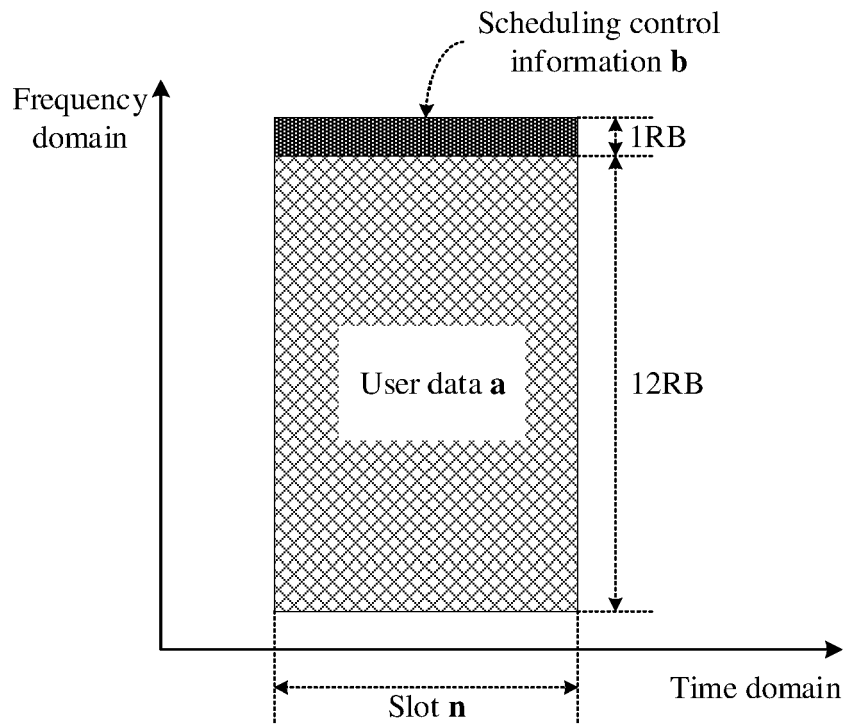 Scheduling control
information b
Frequency
domain
1RB
User data a
12RB
Time domain
Slot n